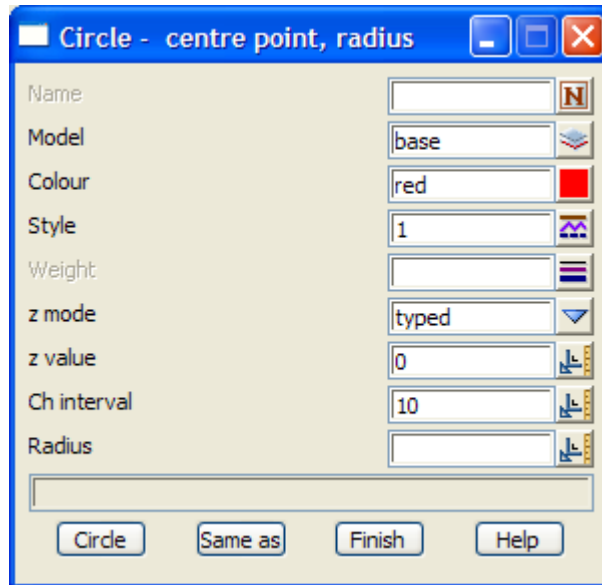 Circle - centre point, radius
Name N
Model base
Colour red
Style 1
Weight
z mode typed
z value 0
Ch interval 10
Radius
Circle Same as Finish Help